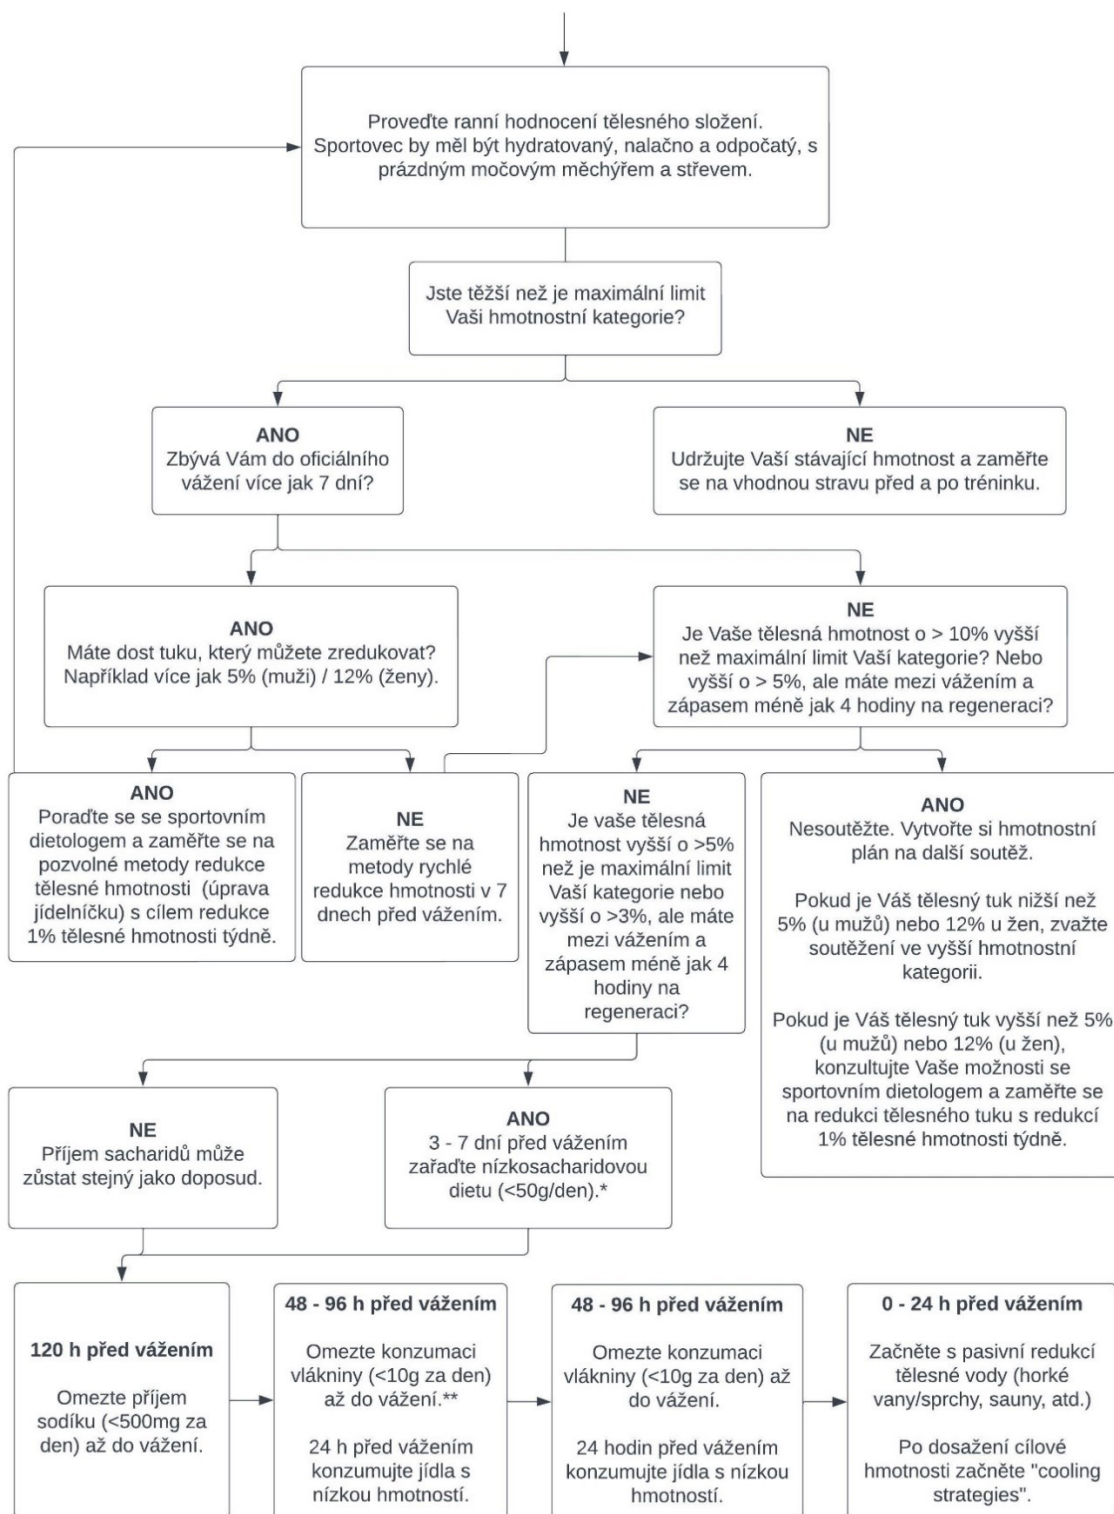 Proveďte ranní hodnocení tělesného složení.
Sportovec by měl být hydratovaný, nalačno a odpočatý, s
prázdným močovým měchýřem a střevem.
Jste těžší než je maximální limit
Vaši hmotnostní kategorie?
ANO
Zbývá Vám do oficiálního
vážení více jak 7 dní?
NE
Udržujte Vaší stávající hmotnost a zaměřte
se na vhodnou stravu před a po tréninku.
ANO
Máte dost tuku, který můžete zredukovat?
Například více jak 5% (muži) / 12% (ženy).
NE
Je Vaše tělesná hmotnost o > 10% vyšší
než maximální limit Vaší kategorie? Nebo
vyšší o > 5%, ale máte mezi vážením a
zápasem méně jak 4 hodiny na regeneraci?
ANO
Poraďte se se sportovním
dietologem a zaměřte se na
pozvolné metody redukce
tělesné hmotnosti (úprava
jídelníčku) s cílem redukce
1% tělesné hmotnosti týdně.
NE
Zaměřte se na
metody rychlé
redukce hmotnosti v 7
dnech před vážením.
NE
Je vaše tělesná
hmotnost vyšší o >5%
než je maximální limit
Vaší kategorie nebo
vyšší o >3%, ale máte
mezi vážením a
zápasem méně jak 4
hodiny na
regeneraci?
ANO
Nesoutěžte. Vytvořte si hmotnostní
plán na další soutěž.
Pokud je Váš tělesný tuk nižší než
5% (u mužů) nebo 12% u žen, zvažte
soutěžení ve vyšší hmotnostní
kategorii.
Pokud je Váš tělesný tuk vyšší než 5%
(u mužů) nebo 12% (u žen),
konzultujte Vaše možnosti se
sportovním dietologem a zaměřte se
na redukci tělesného tuku s redukcí
1% tělesné hmotnosti týdně.
NE
Příjem sacharidů může
zůstat stejný jako doposud.
ANO
3 - 7 dní před vážením
zařaďte nízkosacharidovou
dietu (<50g/den).*
120 h před vážením
Omezte příjem
sodíku (<500mg za
den) až do vážení.
48 - 96 h před vážením
Omezte konzumaci
vlákniny (<10g za den)
až do vážení.**
24 h před vážením
konzumujte jídla s
nízkou hmotností.
48 - 96 h před vážením
Omezte konzumaci
vlákniny (<10g za den) až
do vážení.
24 hodin před vážením
konzumujte jídla s nízkou
hmotností.
0 - 24 h před vážením
Začněte s pasivní redukcí
tělesné vody (horké
vany/sprchy, sauny, atd.)
Po dosažení cílové
hmotnosti začněte "cooling
strategies".